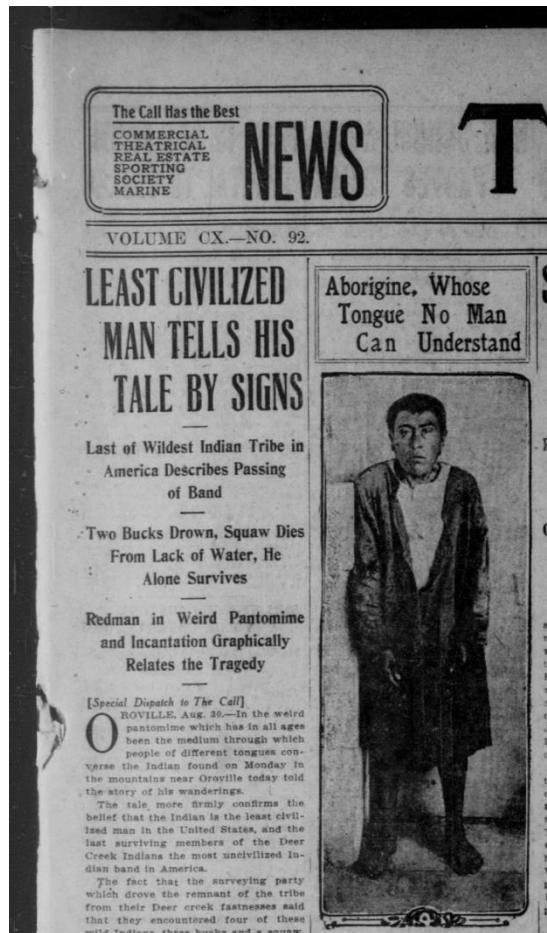 The Call Has the Best
COMMERCIAL
THEATRICAL
REAL ESTATE
SPORTING
SOCIETY
MARINE
NEWS
T
VOLUME CX.—NO. 92.
LEAST CIVILIZED
MAN TELLS HIS
TALE BY SIGNS
Last of Wildest Indian Tribe in
America Describes Passing
of Band
Two Bucks Drown, Squaw Dies
From Lack of Water, He
Alone Survives
Redman in Weird Pantomime
and Incantation Graphically
Relates the Tragedy
[Special Dispatch to The Call]
OROVILLE, Aug. 30.—In the weird
pantomime which has in all ages
been the medium through which
people of different tongues con-
verse the Indian found on Monday in
the mountains near Oroville today told
the story of his wanderings.
The tale more firmly confirms the
belief that the Indian is the least civil-
ized man in the United States, and the
last surviving members of the Deer
Creek Indians the most uncivilized In-
dian band in America.
The fact that the surveying party
which drove the remnant of the tribe
from their Deer creek fastnesses said
that they encountered four of these
wild Indians, three bucks and a squaw,
Aborigine, Whose
Tongue No Man
Can Understand